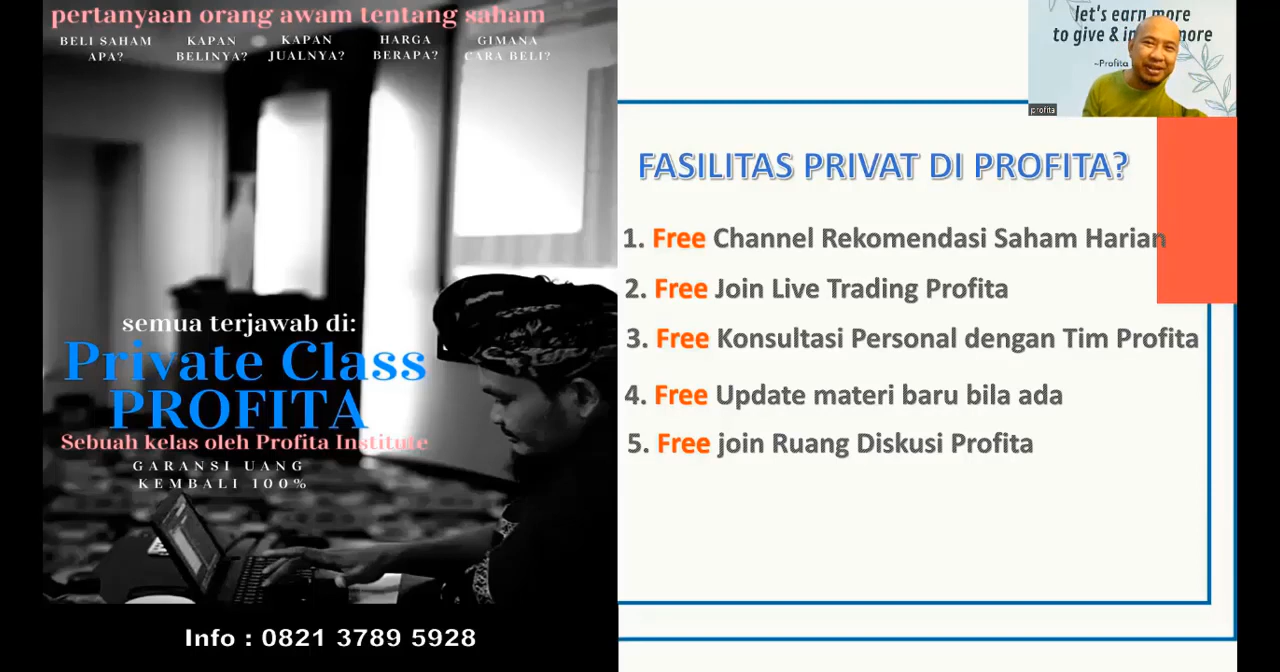 pertanyaan orang awam tentang saham
BELI SAHAM APA?
KAPAN BELINYA?
KAPAN JUALNYA?
HARGA BERAPA?
GIMANA CARA BELI?
semua terjawab di:
Private Class
PROFITA
Sebuah kelas oleh Profita Institute
GARANSI UANG
KEMBALI 100%
Info : 0821 3789 5928
let's earn more
to give & in more
~Profita
profita
FASILITAS PRIVAT DI PROFITA?
1. Free Channel Rekomendasi Saham Harian
2. Free Join Live Trading Profita
3. Free Konsultasi Personal dengan Tim Profita
4. Free Update materi baru bila ada
5. Free join Ruang Diskusi Profita